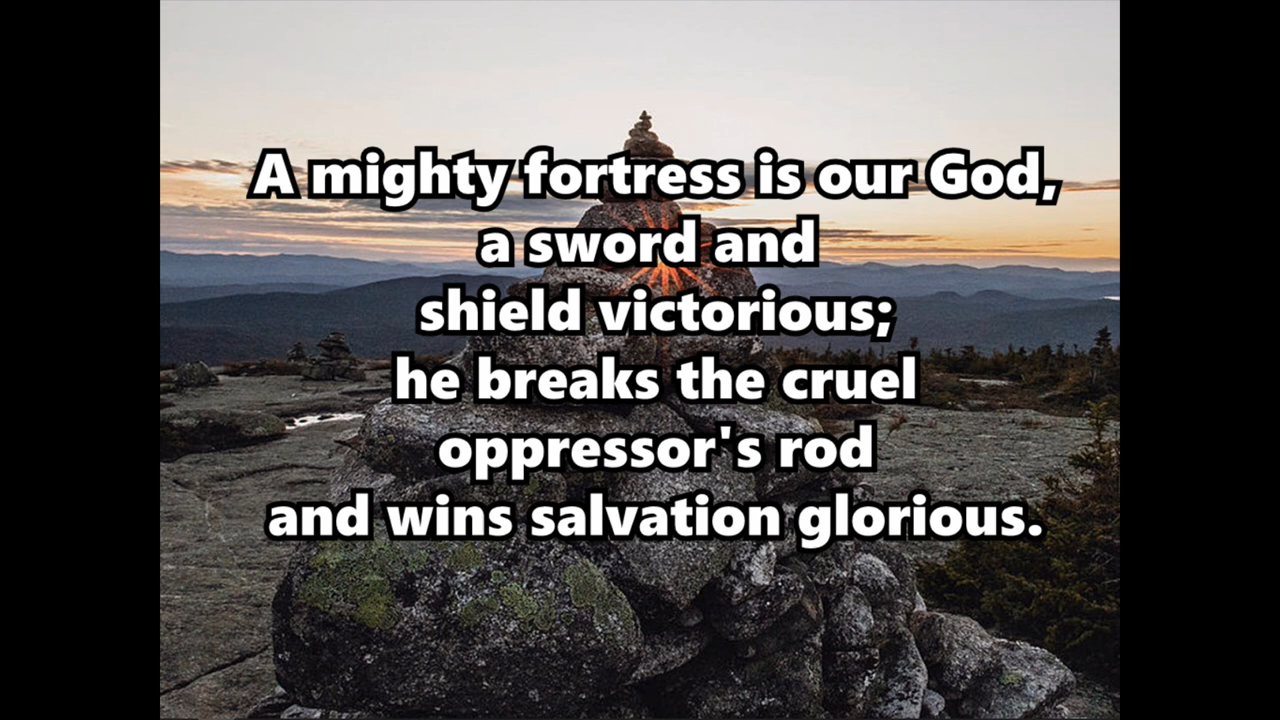 A mighty fortress is our God,
a sword and
shield victorious;
he breaks the cruel
oppressor's rod
and wins salvation glorious.